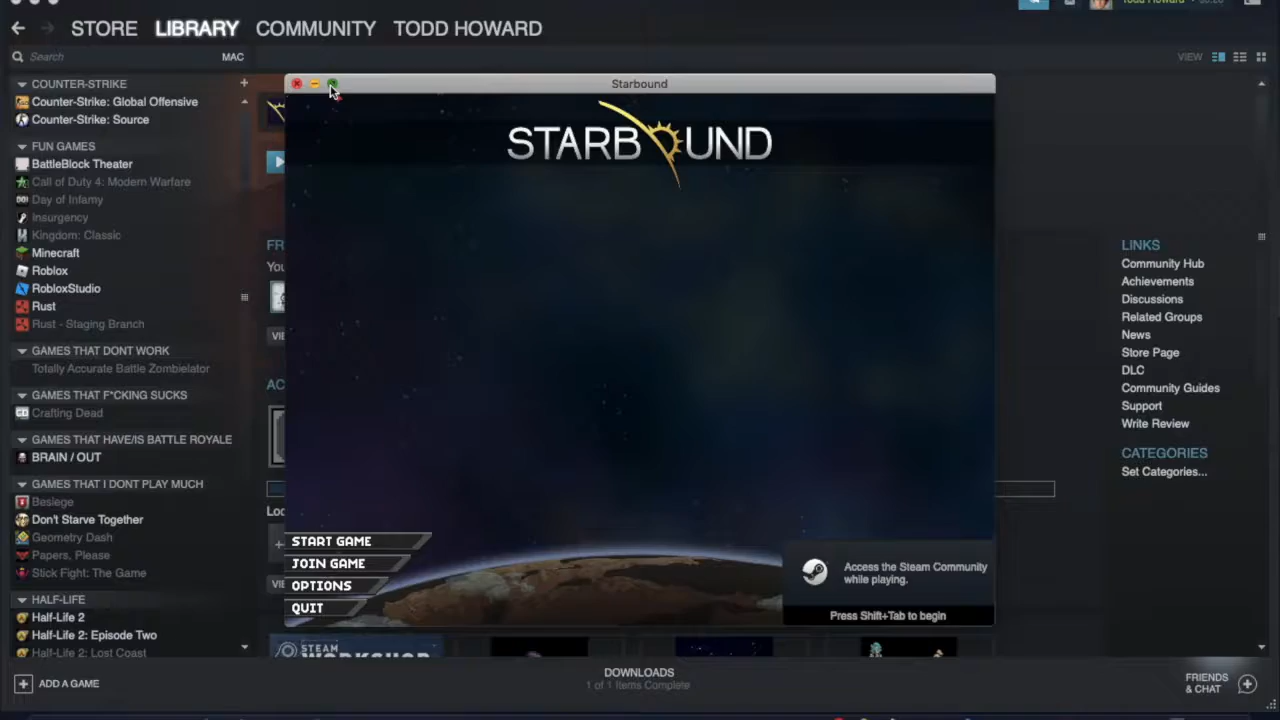 STORE
LIBRARY
COMMUNITY
TODD HOWARD
Search
MAC
VIEW
COUNTER-STRIKE
Counter-Strike: Global Offensive
Counter-Strike: Source
FUN GAMES
BattleBlock Theater
Call of Duty 4: Modern Warfare
Day of Infamy
Insurgency
Kingdom: Classic
Minecraft
Roblox
RobloxStudio
Rust
Rust - Staging Branch
GAMES THAT DONT WORK
Totally Accurate Battle Zombielator
GAMES THAT F*CKING SUCKS
Crafting Dead
GAMES THAT HAVE/IS BATTLE ROYALE
BRAIN / OUT
GAMES THAT I DONT PLAY MUCH
Besiege
Don't Starve Together
Geometry Dash
Papers, Please
Stick Fight: The Game
HALF-LIFE
Half-Life 2
Half-Life 2: Episode Two
Half-Life 2: Lost Coast
FR
You
VIE
AC
Loc
VIE
Starbound
STARBOUND
START GAME
JOIN GAME
OPTIONS
QUIT
Access the Steam Community
while playing.
Press Shift+Tab to begin
STEAM
LINKS
Community Hub
Achievements
Discussions
Related Groups
News
Store Page
DLC
Community Guides
Support
Write Review
CATEGORIES
Set Categories...
ADD A GAME
DOWNLOADS
1 of 1 Items Complete
FRIENDS
& CHAT